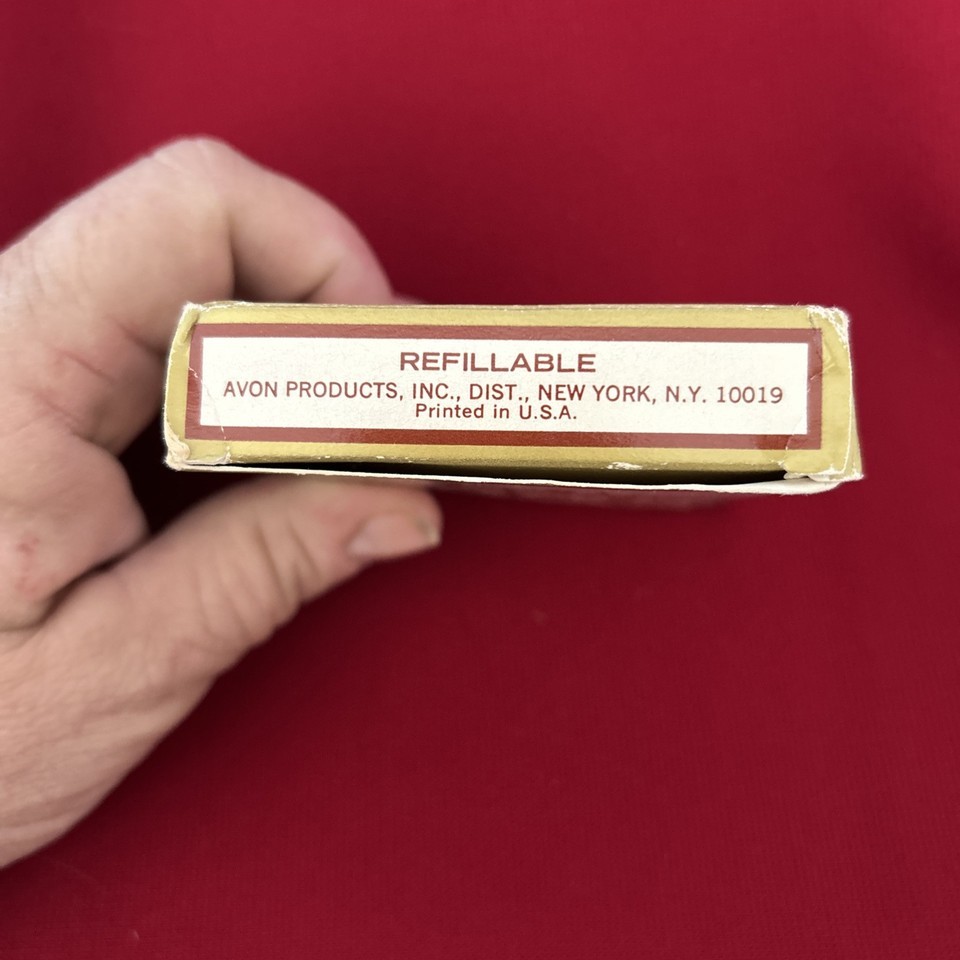 REFILLABLE
AVON PRODUCTS, INC., DIST., NEW YORK, N.Y. 10019
Printed in U.S.A.